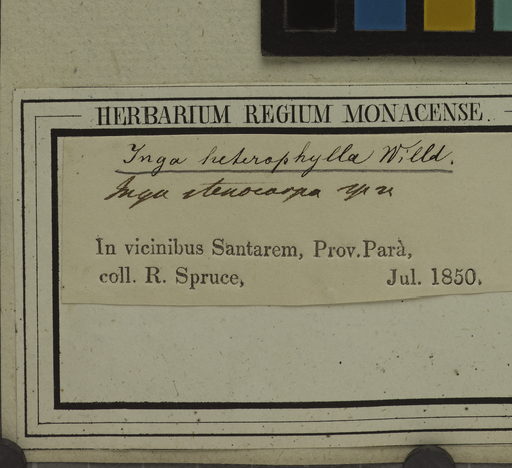 HERBARIUM REGIUM MONACENSE.
Inga heterophylla Willd.
Inga stenocarpa
In vicinibus Santarem, Prov. Parà,
coll. R. Spruce, Jul. 1850.